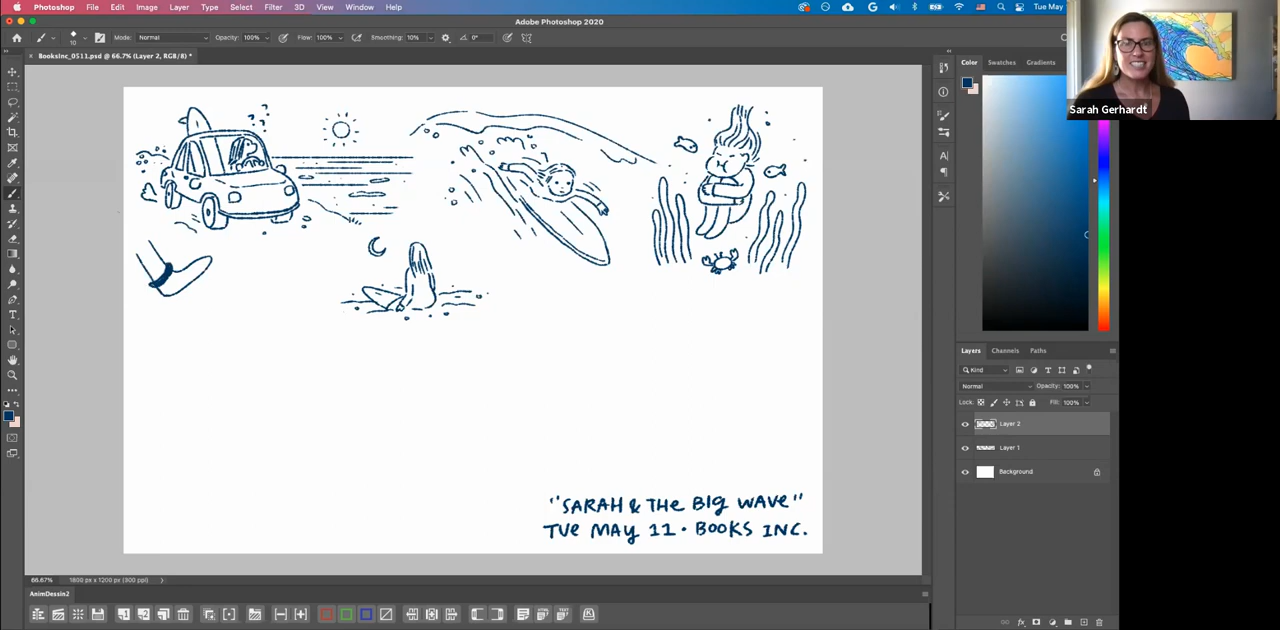 Photoshop File Edit Image Layer Type Select Filter 3D View Window Help Tue May
Adobe Photoshop 2020
10 Mode: Normal Opacity: 100% Flow: 100% Smoothing: 10% 0°
BooksInc_0511.psd @ 66.7% (Layer 2, RGB/8) *
Sarah Gerhardt
Color Swatches Gradients
Layers Channels Paths
Kind
Normal Opacity: 100%
Lock: Fill: 100%
Layer 2
Layer 1
Background
"SARAH & THE BIG WAVE"
TUE MAY 11 • BOOKS INC.
66.67% 1800 px x 1200 px (300 ppi)
AnimDessin2